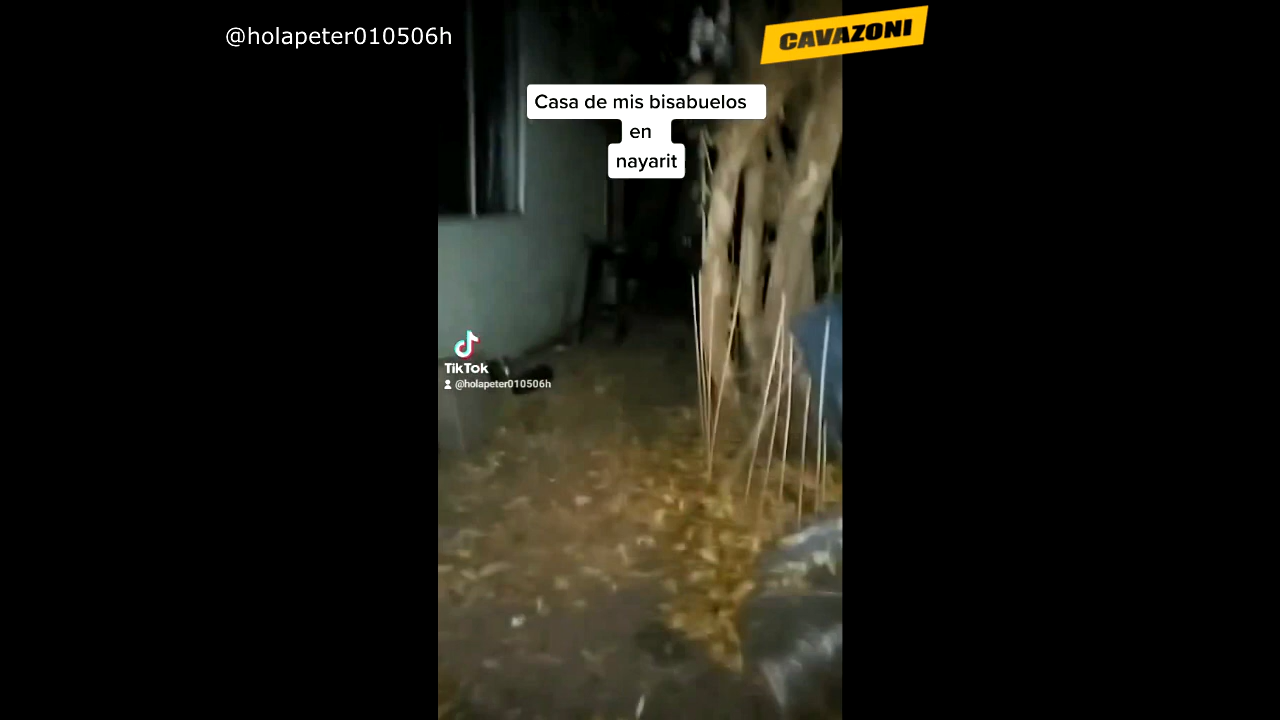 @holapeter010506h
CAVAZONI
Casa de mis bisabuelos
en
nayarit
TikTok
@holapeter010506h